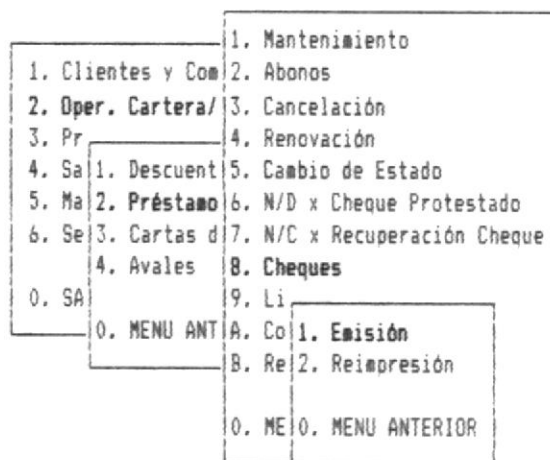 1. Mantenimiento
1. Clientes y Com 2. Abonos
2. Oper. Cartera/ 3. Cancelación
3. Pr 4. Renovación
4. Sa 1. Descuent 5. Cambio de Estado
5. Ma 2. Préstamo 6. N/D x Cheque Protestado
6. Se 3. Cartas d 7. N/C x Recuperación Cheque
4. Avales 8. Cheques
0. SA 9. Li
0. MENU ANT A. Co 1. Emisión
B. Re 2. Reimpresión
0. ME 0. MENU ANTERIOR